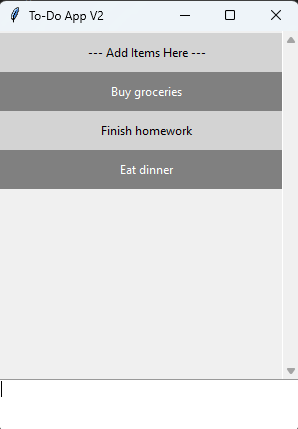 To-Do App V2
--- Add Items Here ---
Buy groceries
Finish homework
Eat dinner